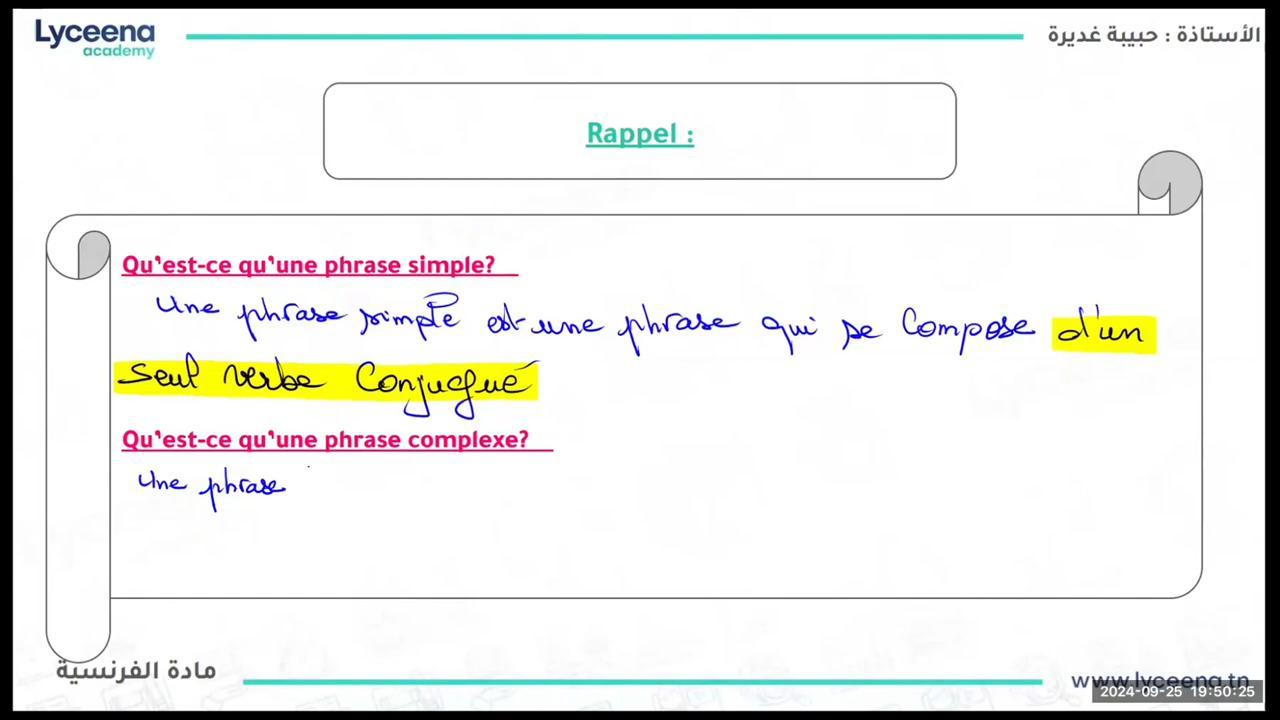 Lyceena
academy
الأستاذة : حبيبة غديرة
Rappel :
Qu'est-ce qu'une phrase simple?
Une phrase simple est une phrase qui se compose d'un
seul verbe conjugué
Qu'est-ce qu'une phrase complexe?
Une phrase
مادة الفرنسية
www.lyceena.tn
2024-09-25 19:50:25